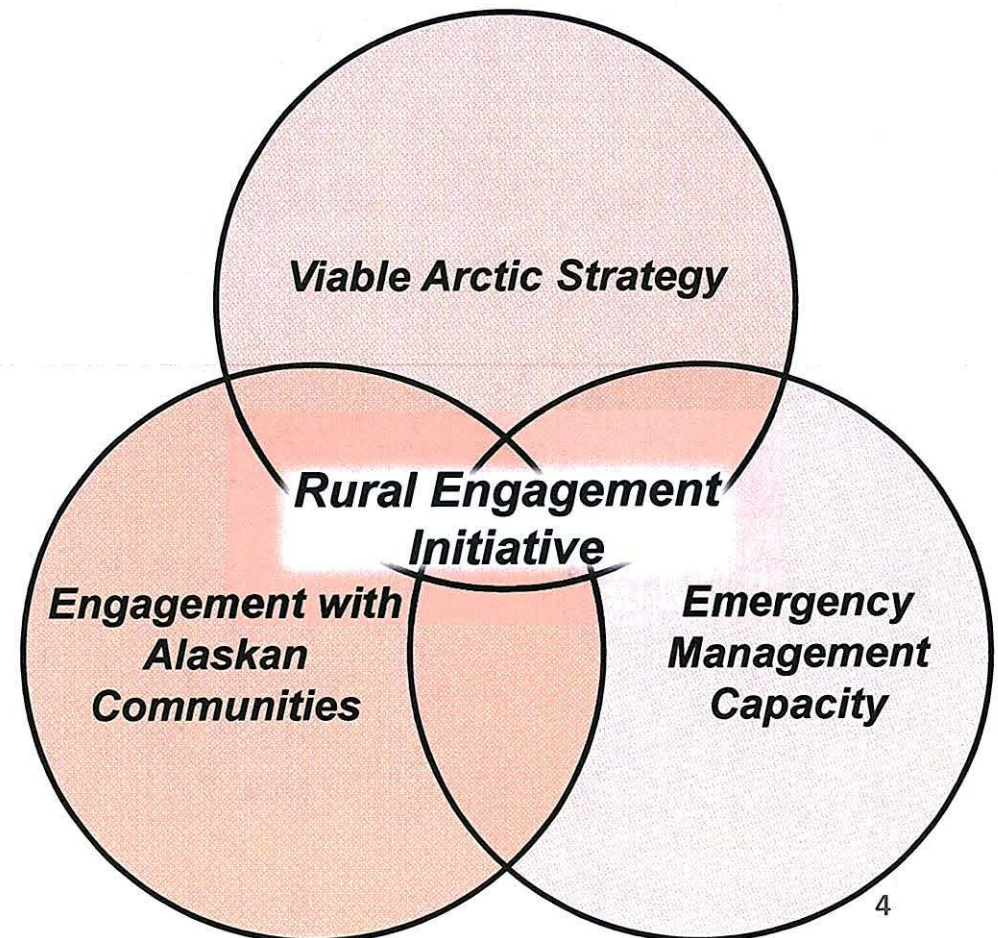 Viable Arctic Strategy
Rural Engagement
Initiative
Engagement with
Alaskan
Communities
Emergency
Management
Capacity
4